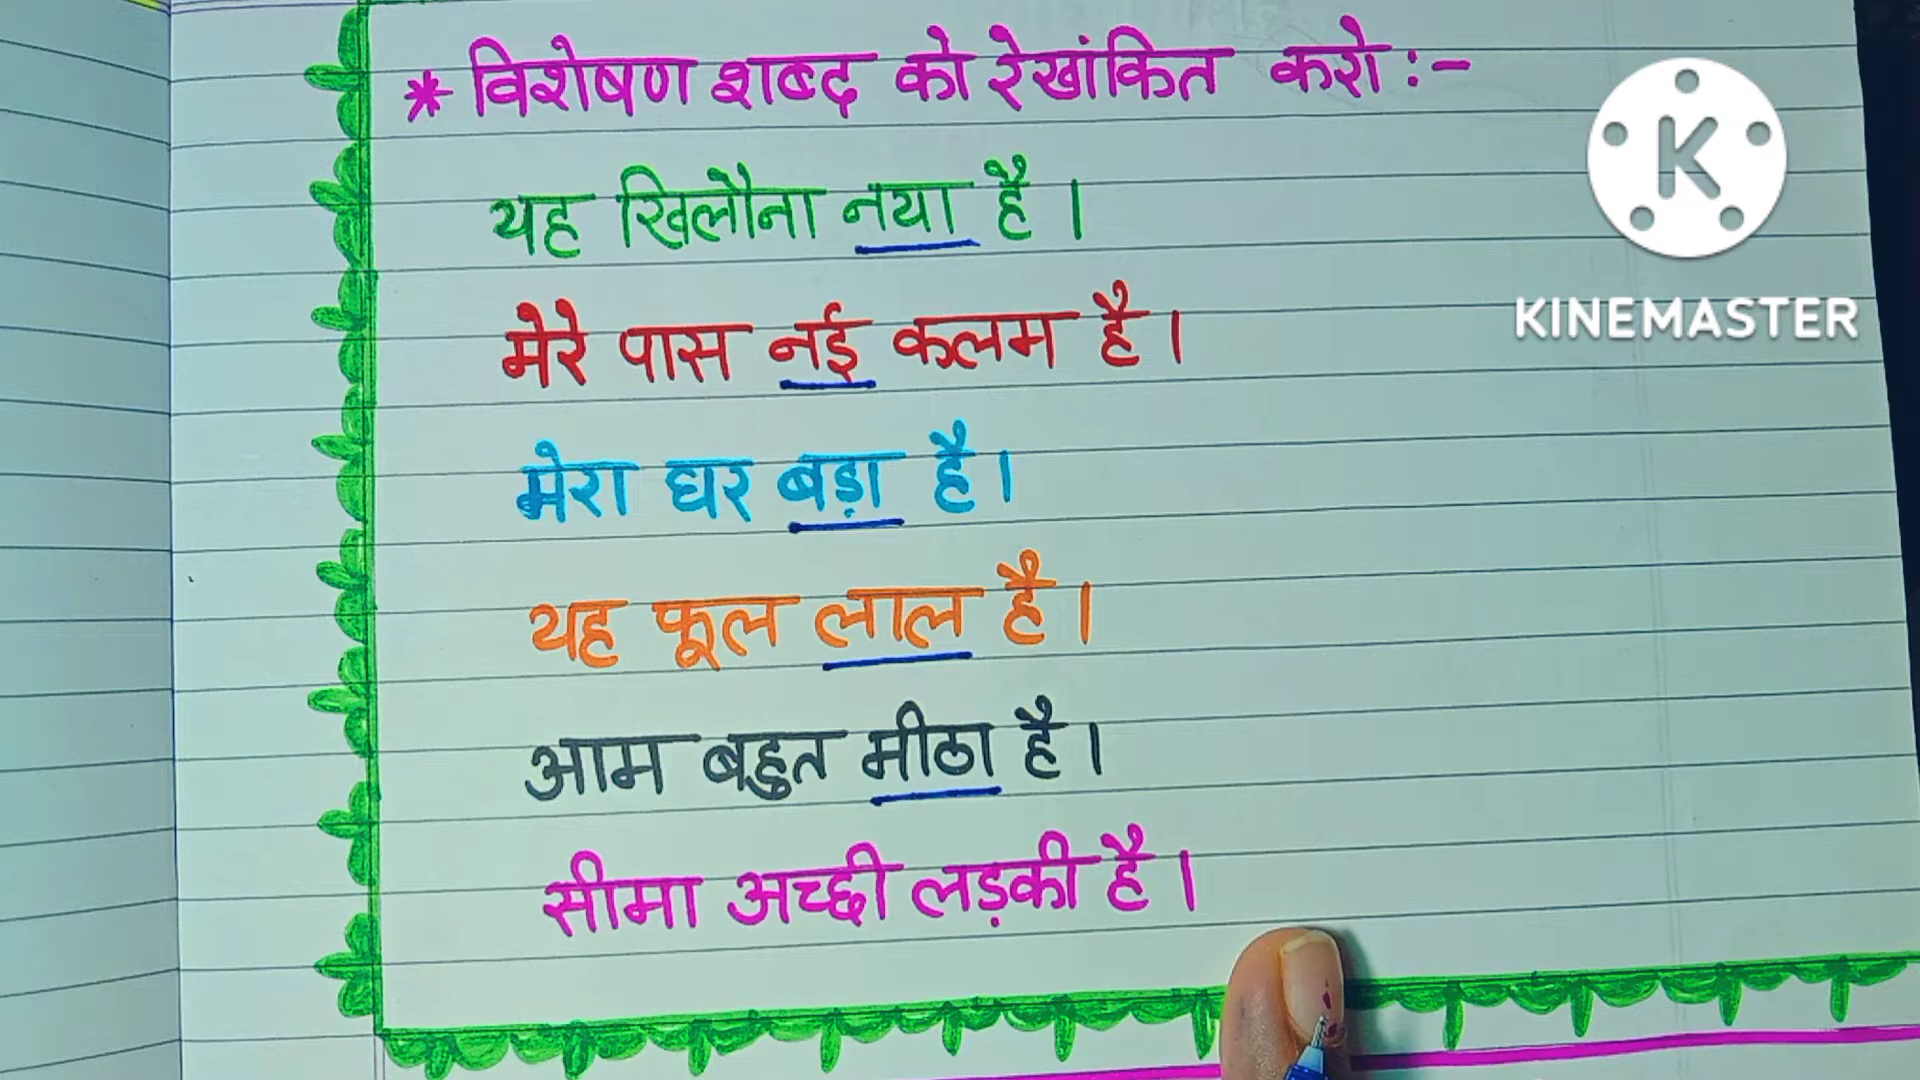 * विशेषण शब्द को रेखांकित करो :-
यह खिलौना नया है ।
मेरे पास नई कलम है ।
मेरा घर बड़ा है ।
यह फूल लाल है ।
आम बहुत मीठा है ।
सीमा अच्छी लड़की है ।
K
KINEMASTER